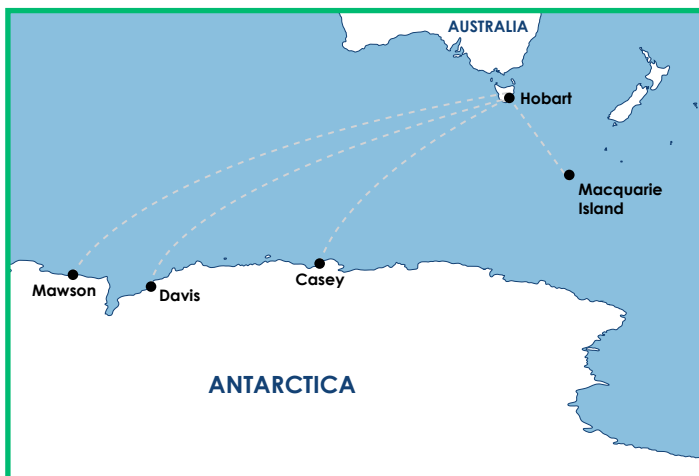 AUSTRALIA
Hobart
Macquarie
Island
Casey
Mawson
Davis
ANTARCTICA